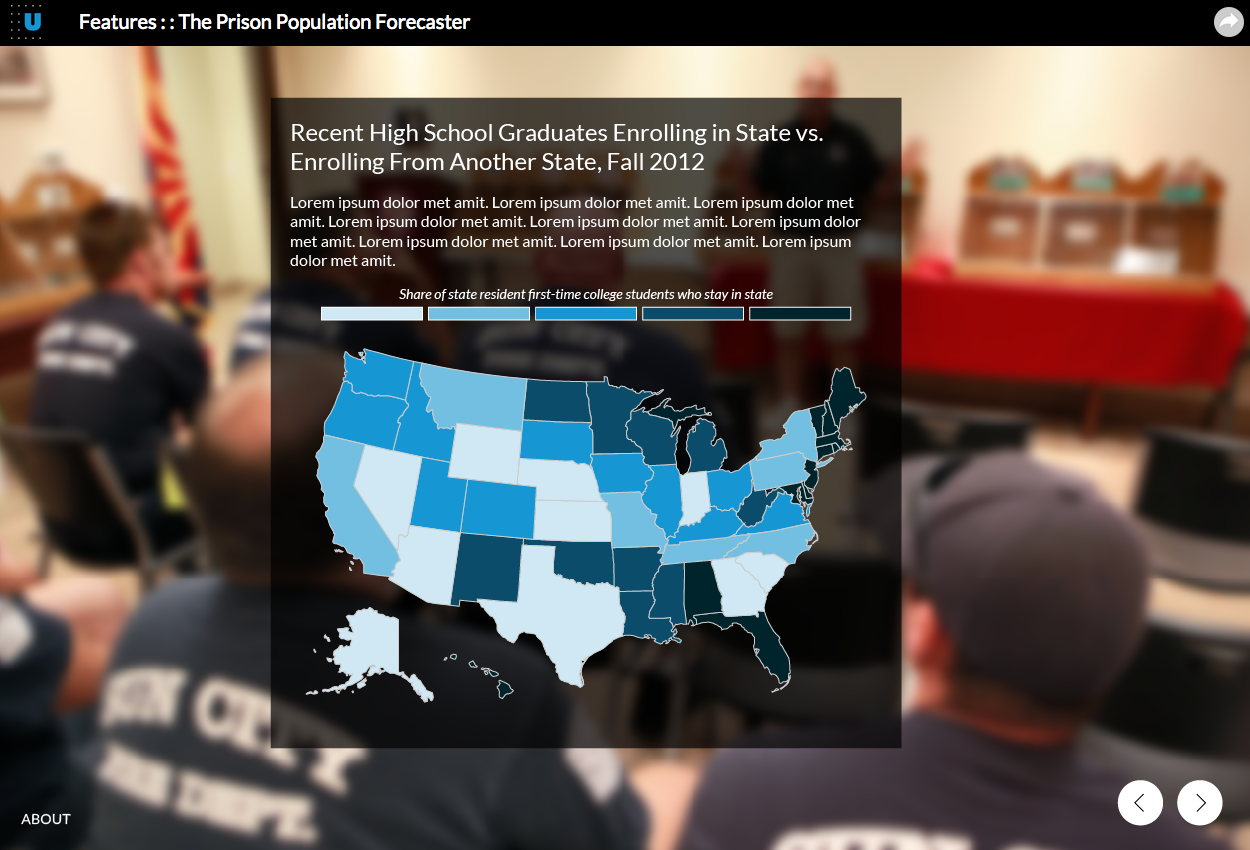 U
Features : : The Prison Population Forecaster
Recent High School Graduates Enrolling in State vs.
Enrolling From Another State, Fall 2012
Lorem ipsum dolor met amit. Lorem ipsum dolor met amit. Lorem ipsum dolor met
amit. Lorem ipsum dolor met amit. Lorem ipsum dolor met amit. Lorem ipsum dolor
met amit. Lorem ipsum dolor met amit. Lorem ipsum dolor met amit. Lorem ipsum
dolor met amit.
Share of state resident first-time college students who stay in state
CITY
CITY
DEPT.
ABOUT